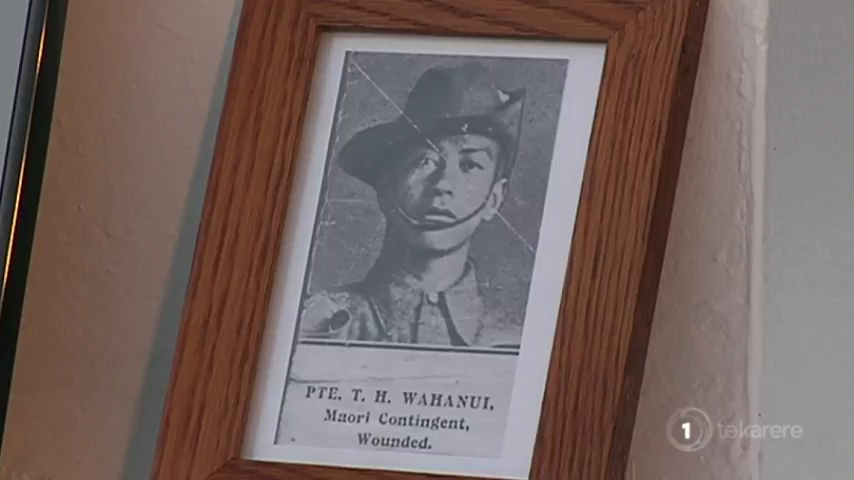 PTE. T. H. WAHANUI,
Maori Contingent,
Wounded.
1 tekarere